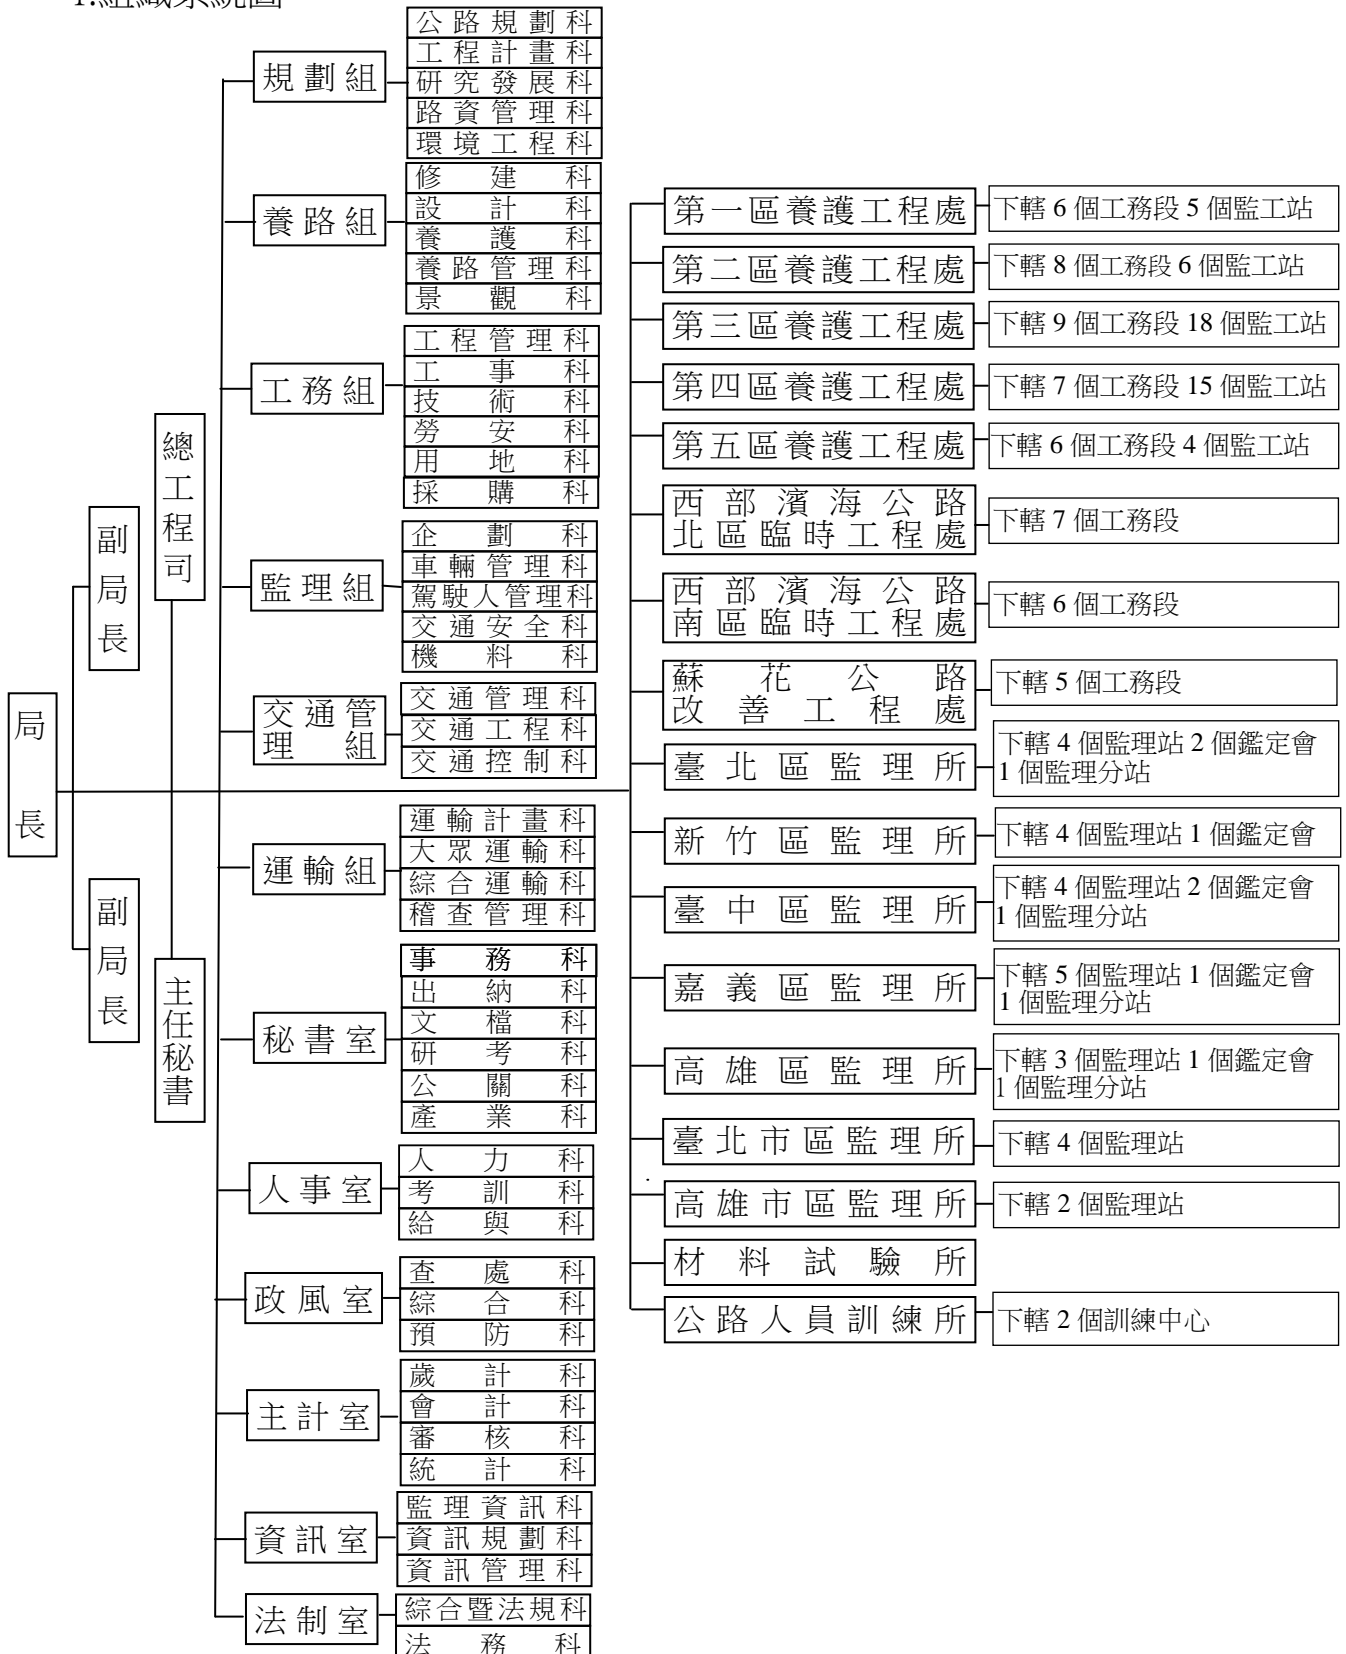 1.組織系統圖
局長
副局長
副局長
總工程司
主任秘書
規劃組
公路規劃科
工程計畫科
研究發展科
路資管理科
環境工程科
養路組
修建科
設計科
養護科
養路管理科
景觀科
工務組
工程管理科
工事科
技術科
勞安科
用地科
採購科
監理組
企劃科
車輛管理科
駕駛人管理科
交通安全科
機料科
交通管
理組
交通管理科
交通工程科
交通控制科
運輸組
運輸計畫科
大眾運輸科
綜合運輸科
稽查管理科
秘書室
事務科
出納科
文檔科
研考科
公關科
產業科
人事室
人力科
考訓科
給與科
政風室
查處科
綜合科
預防科
主計室
歲計科
會計科
審核科
統計科
資訊室
監理資訊科
資訊規劃科
資訊管理科
法制室
綜合暨法規科
法務科
第一區養護工程處
下轄 6 個工務段 5 個監工站
第二區養護工程處
下轄 8 個工務段 6 個監工站
第三區養護工程處
下轄 9 個工務段 18 個監工站
第四區養護工程處
下轄 7 個工務段 15 個監工站
第五區養護工程處
下轄 6 個工務段 4 個監工站
西部濱海公路
北區臨時工程處
下轄 7 個工務段
西部濱海公路
南區臨時工程處
下轄 6 個工務段
蘇花公路
改善工程處
下轄 5 個工務段
臺北區監理所
下轄 4 個監理站 2 個鑑定會
1 個監理分站
新竹區監理所
下轄 4 個監理站 1 個鑑定會
臺中區監理所
下轄 4 個監理站 2 個鑑定會
1 個監理分站
嘉義區監理所
下轄 5 個監理站 1 個鑑定會
1 個監理分站
高雄區監理所
下轄 3 個監理站 1 個鑑定會
1 個監理分站
臺北市區監理所
下轄 4 個監理站
高雄市區監理所
下轄 2 個監理站
材料試驗所
公路人員訓練所
下轄 2 個訓練中心